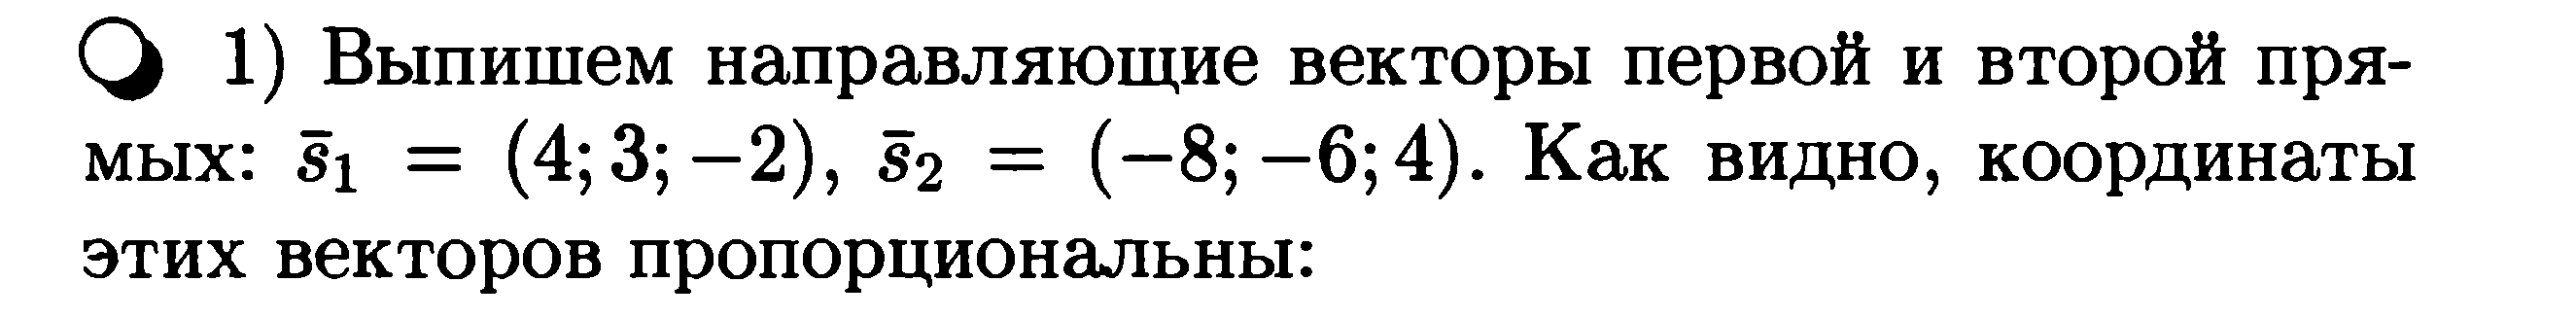 1) Выпишем направляющие векторы первой и второй пря-
мых: s̄₁ = (4; 3; −2), s̄₂ = (−8; −6; 4). Как видно, координаты
этих векторов пропорциональны: